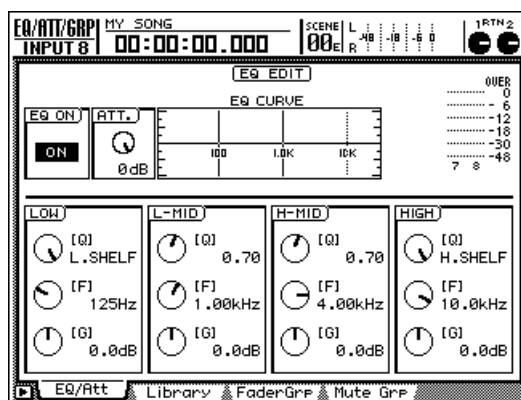 EQ/ATT/GRP MY SONG SCENE L -48 -18 -6 0 1RTN2
INPUT 8 00:00:00.000 00E R
EQ EDIT
EQ CURVE
OVER
0
-6
-12
-18
-30
-48
7 8
EQ ON ATT.
ON
0dB
100 1.0K 10K
LOW L-MID H-MID HIGH
[Q] [Q] [Q] [Q]
L.SHELF 0.70 0.70 H.SHELF
[F] [F] [F] [F]
125Hz 1.00kHz 4.00kHz 10.0kHz
[G] [G] [G] [G]
0.0dB 0.0dB 0.0dB 0.0dB
EQ/Att Library FaderGrp Mute Grp